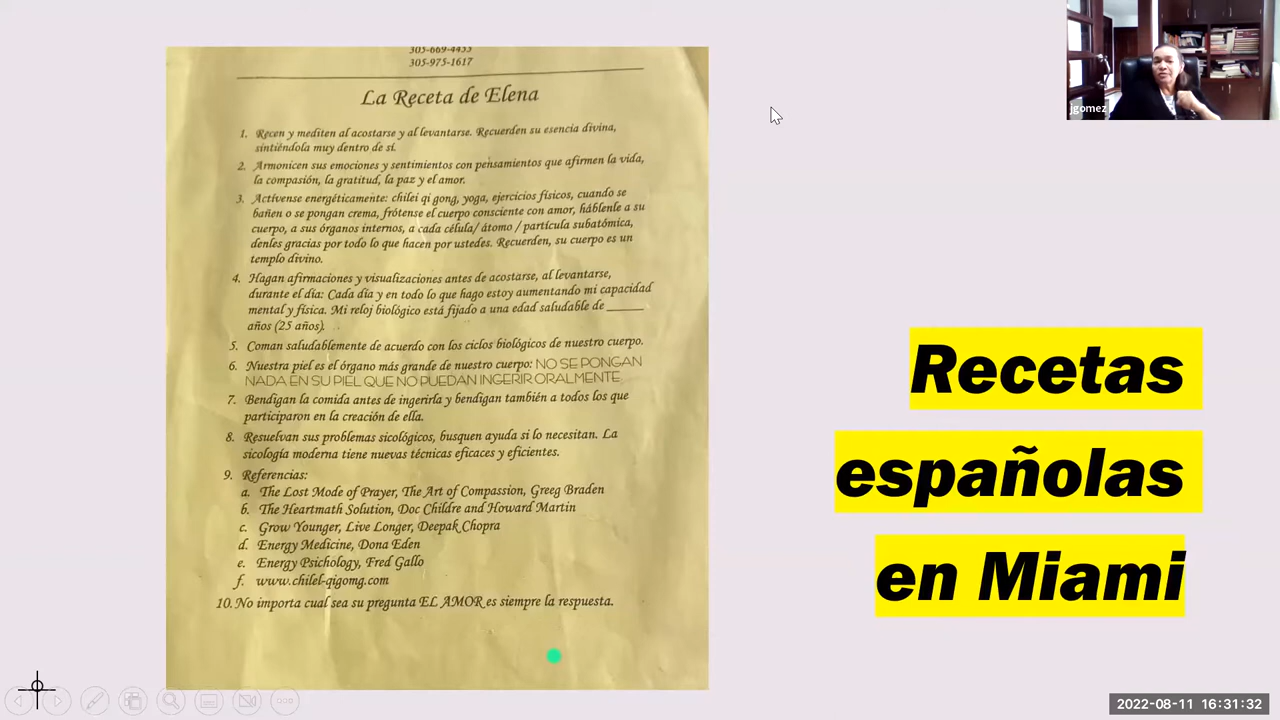 305-669-4455
305-975-1617
La Receta de Elena
1. Recen y mediten al acostarse y al levantarse. Recuerden su esencia divina,
sintiéndola muy dentro de sí.
2. Armonicen sus emociones y sentimientos con pensamientos que afirmen la vida,
la compasión, la gratitud, la paz y el amor.
3. Actívense energéticamente: chilei qi gong, yoga, ejercicios físicos, cuando se
bañen o se pongan crema, frótense el cuerpo consciente con amor, háblenle a su
cuerpo, a sus órganos internos, a cada célula/ átomo / partícula subatómica,
denles gracias por todo lo que hacen por ustedes. Recuerden, su cuerpo es un
templo divino.
4. Hagan afirmaciones y visualizaciones antes de acostarse, al levantarse,
durante el día: Cada día y en todo lo que hago estoy aumentando mi capacidad
mental y física. Mi reloj biológico está fijado a una edad saludable de ______
años (25 años).
5. Coman saludablemente de acuerdo con los ciclos biológicos de nuestro cuerpo.
6. Nuestra piel es el órgano más grande de nuestro cuerpo: NO SE PONGAN
NADA EN SU PIEL QUE NO PUEDAN INGERIR ORALMENTE
7. Bendigan la comida antes de ingerirla y bendigan también a todos los que
participaron en la creación de ella.
8. Resuelvan sus problemas sicológicos, busquen ayuda si lo necesitan. La
sicología moderna tiene nuevas técnicas eficaces y eficientes.
9. Referencias:
a. The Lost Mode of Prayer, The Art of Compassion, Greeg Braden
b. The Heartmath Solution, Doc Childre and Howard Martin
c. Grow Younger, Live Longer, Deepak Chopra
d. Energy Medicine, Dona Eden
e. Energy Psichology, Fred Gallo
f. www.chilel-qigomg.com
10. No importa cual sea su pregunta EL AMOR es siempre la respuesta.
Recetas
españolas
en Miami
jgomez
2022-08-11 16:31:32